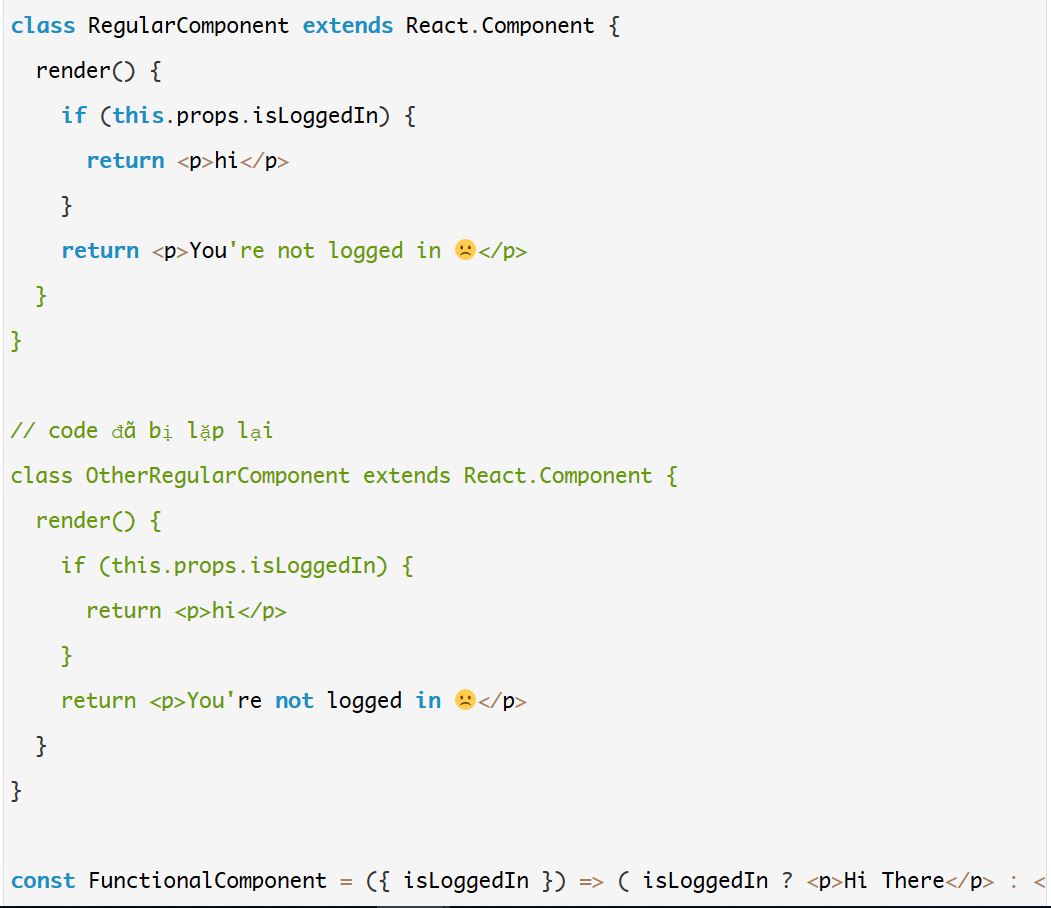 class RegularComponent extends React.Component {
  render() {
    if (this.props.isLoggedIn) {
      return <p>hi</p>
    }
    return <p>You're not logged in 🙁</p>
  }
}
// code đã bị lặp lại
class OtherRegularComponent extends React.Component {
  render() {
    if (this.props.isLoggedIn) {
      return <p>hi</p>
    }
    return <p>You're not logged in 🙁</p>
  }
}
const FunctionalComponent = ({ isLoggedIn }) => ( isLoggedIn ? <p>Hi There</p> : <